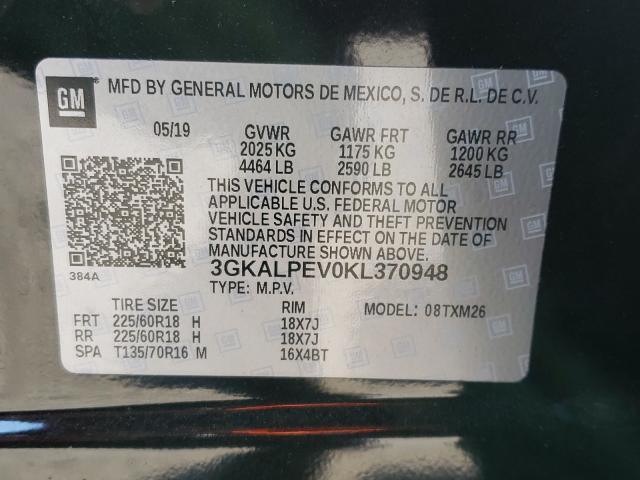 GM
MFD BY GENERAL MOTORS DE MEXICO, S. DE R.L. DE C.V.
05/19 GVWR GAWR FRT GAWR RR
2025 KG 1175 KG 1200 KG
4464 LB 2590 LB 2645 LB
THIS VEHICLE CONFORMS TO ALL
APPLICABLE U.S. FEDERAL MOTOR
VEHICLE SAFETY AND THEFT PREVENTION
STANDARDS IN EFFECT ON THE DATE OF
MANUFACTURE SHOWN ABOVE.
384A
3GKALPEV0KL370948
TYPE: M.P.V.
TIRE SIZE RIM MODEL: 08TXM26
FRT 225/60R18 H 18X7J
RR 225/60R18 H 18X7J
SPA T135/70R16 M 16X4BT